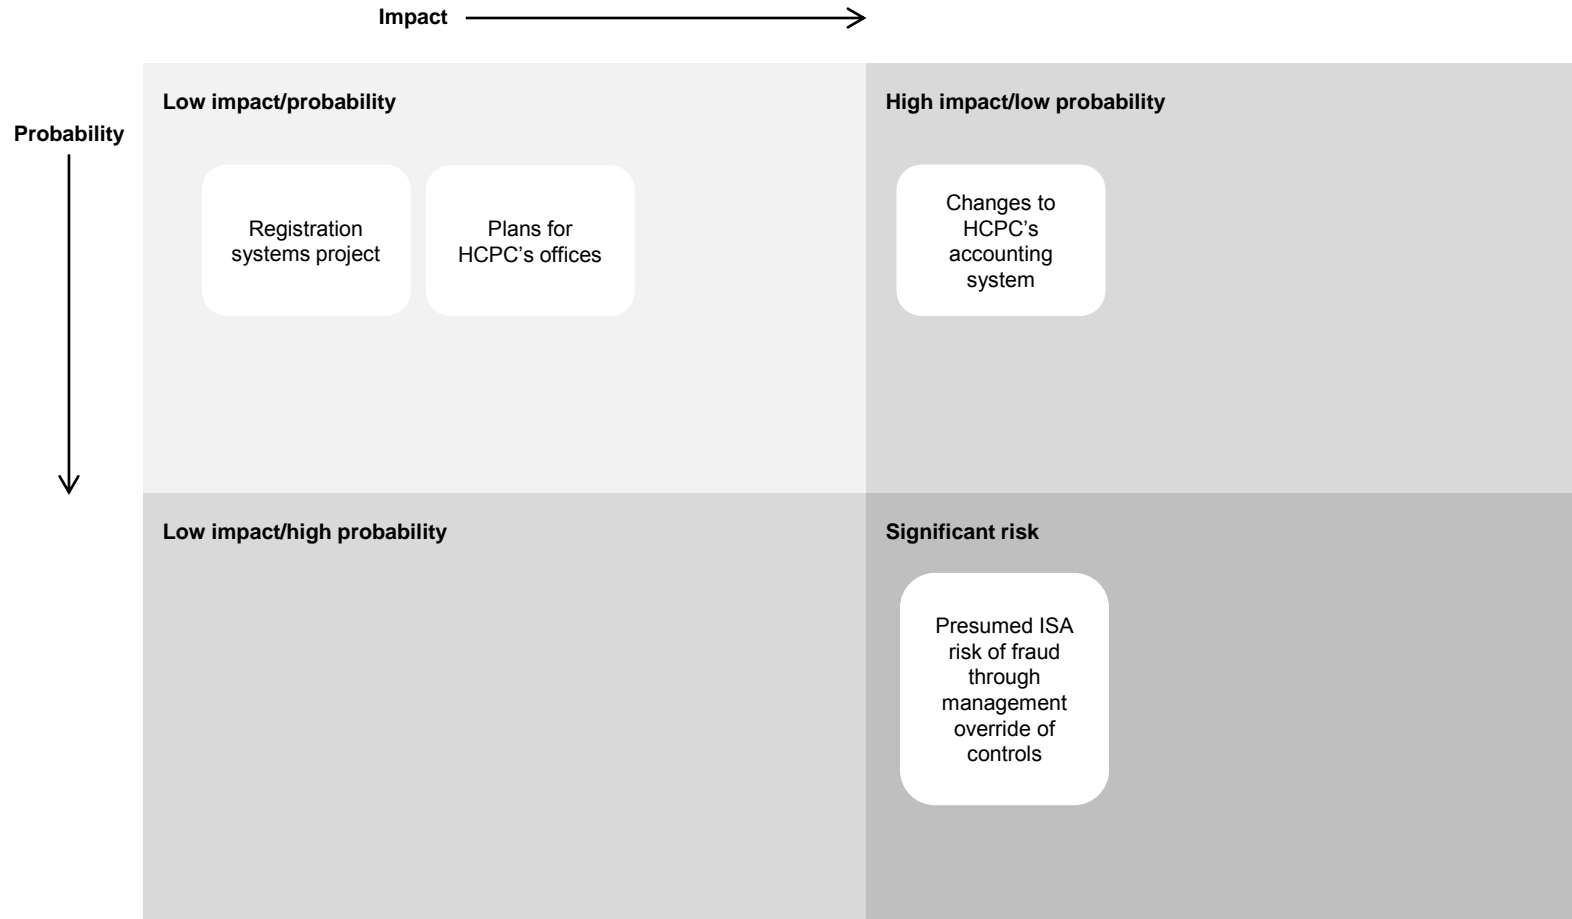 Impact
Probability
Low impact/probability
Registration
systems project
Plans for
HCPC’s offices
High impact/low probability
Changes to
HCPC’s
accounting
system
Low impact/high probability
Significant risk
Presumed ISA
risk of fraud
through
management
override of
controls